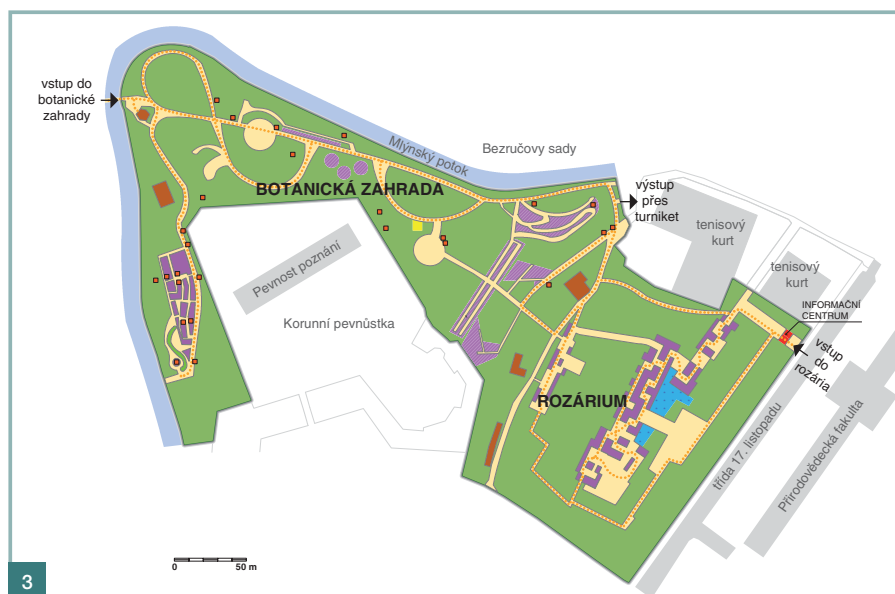 vstup do
botanické
zahrady
Mlýnský potok
Bezručovy sady
BOTANICKÁ ZAHRADA
výstup
přes
turniket
tenisový
kurt
tenisový
kurt
Pevnost poznání
Korunní pevnůstka
INFORMAČNÍ
CENTRUM
vstup
do
rozária
ROZÁRIUM
třída 17. listopadu
Přírodovědecká fakulta
0 50 m
3